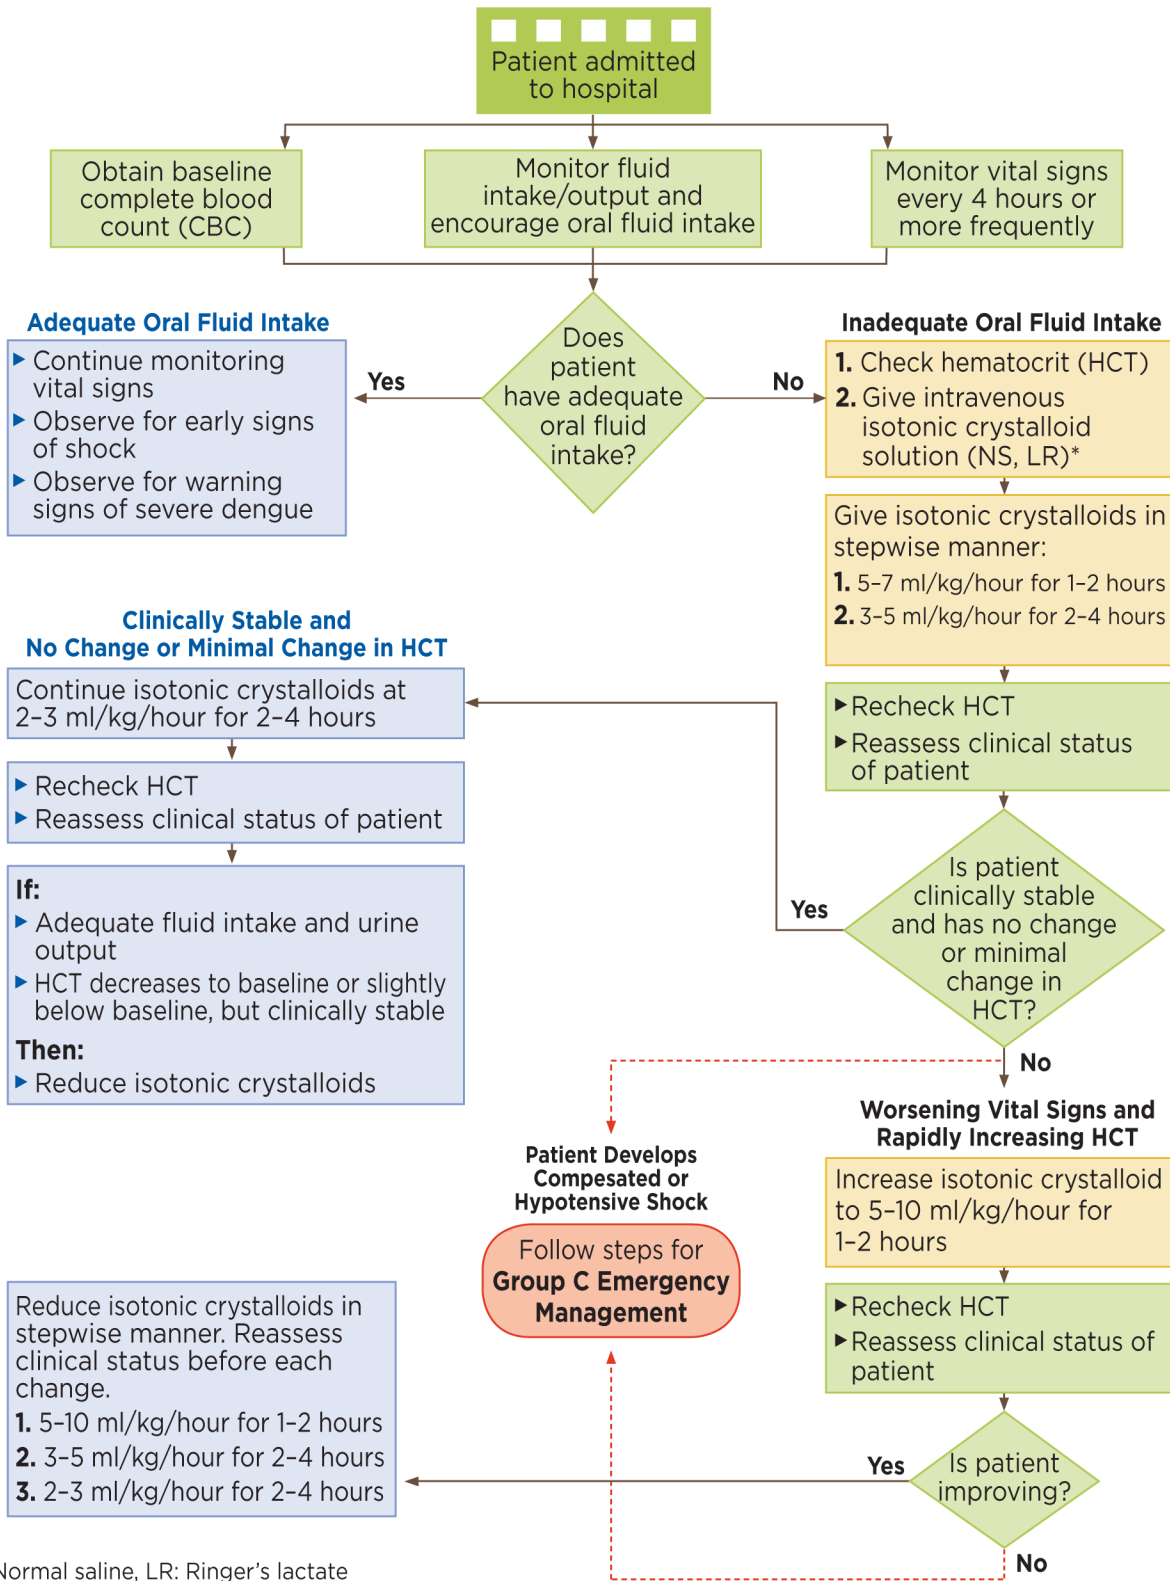 Patient admitted
to hospital
Obtain baseline
complete blood
count (CBC)
Monitor fluid
intake/output and
encourage oral fluid intake
Monitor vital signs
every 4 hours or
more frequently
Does
patient
have adequate
oral fluid
intake?
Yes
No
Adequate Oral Fluid Intake
▶ Continue monitoring
vital signs
▶ Observe for early signs
of shock
▶ Observe for warning
signs of severe dengue
Inadequate Oral Fluid Intake
1. Check hematocrit (HCT)
2. Give intravenous
isotonic crystalloid
solution (NS, LR)*
Give isotonic crystalloids in
stepwise manner:
1. 5–7 ml/kg/hour for 1–2 hours
2. 3–5 ml/kg/hour for 2–4 hours
▶ Recheck HCT
▶ Reassess clinical status
of patient
Is patient
clinically stable
and has no change
or minimal
change in
HCT?
Yes
No
Clinically Stable and
No Change or Minimal Change in HCT
Continue isotonic crystalloids at
2–3 ml/kg/hour for 2–4 hours
▶ Recheck HCT
▶ Reassess clinical status of patient
If:
▶ Adequate fluid intake and urine
output
▶ HCT decreases to baseline or slightly
below baseline, but clinically stable
Then:
▶ Reduce isotonic crystalloids
Patient Develops
Compesated or
Hypotensive Shock
Follow steps for
Group C Emergency
Management
Worsening Vital Signs and
Rapidly Increasing HCT
Increase isotonic crystalloid
to 5–10 ml/kg/hour for
1–2 hours
▶ Recheck HCT
▶ Reassess clinical status of
patient
Is patient
improving?
Yes
No
Reduce isotonic crystalloids in
stepwise manner. Reassess
clinical status before each
change.
1. 5–10 ml/kg/hour for 1–2 hours
2. 3–5 ml/kg/hour for 2–4 hours
3. 2–3 ml/kg/hour for 2–4 hours
Normal saline, LR: Ringer's lactate